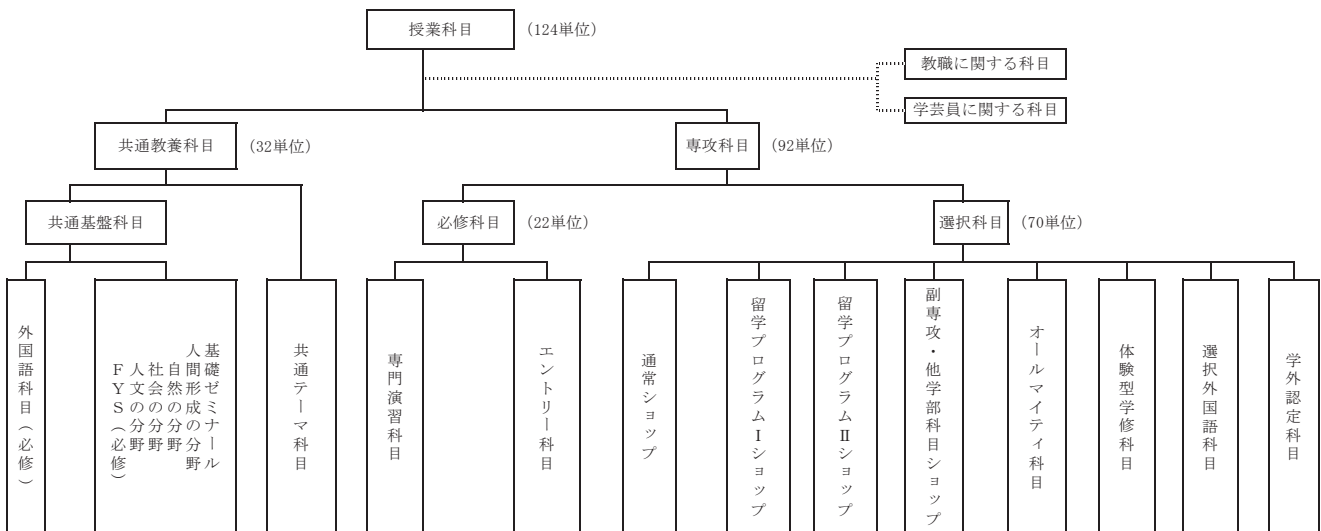 授業科目 (124単位)
教職に関する科目
学芸員に関する科目
共通教養科目 (32単位)
専攻科目 (92単位)
共通基盤科目
必修科目 (22単位)
選択科目 (70単位)
外国語科目(必修)
基礎ゼミナール
人間形成の分野
自然の分野
社会の分野
人文の分野
FYS(必修)
共通テーマ科目
専門演習科目
エントリー科目
通常ショップ
留学プログラムⅠショップ
留学プログラムⅡショップ
副専攻・他学部科目ショップ
オールマイティ科目
体験型学修科目
選択外国語科目
学外認定科目